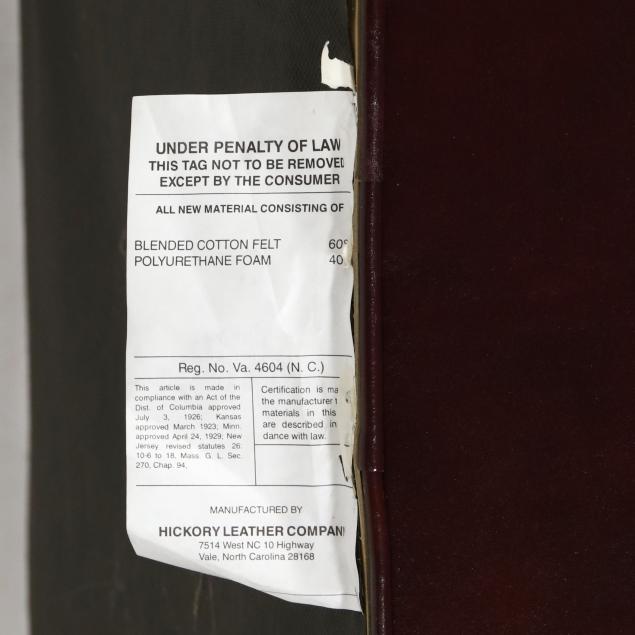 UNDER PENALTY OF LAW
THIS TAG NOT TO BE REMOVED
EXCEPT BY THE CONSUMER
ALL NEW MATERIAL CONSISTING OF
BLENDED COTTON FELT 60%
POLYURETHANE FOAM 40
Reg. No. Va. 4604 (N. C.)
This article is made in
compliance with an Act of the
Dist. of Columbia approved
July 3, 1926; Kansas
approved March 1923; Minn.
approved April 24, 1929; New
Jersey revised statutes 26:
10-6 to 18, Mass. G. L. Sec.
270, Chap. 94.
Certification is ma
the manufacturer t
materials in this
are described in
dance with law.
MANUFACTURED BY
HICKORY LEATHER COMPAN
7514 West NC 10 Highway
Vale, North Carolina 28168